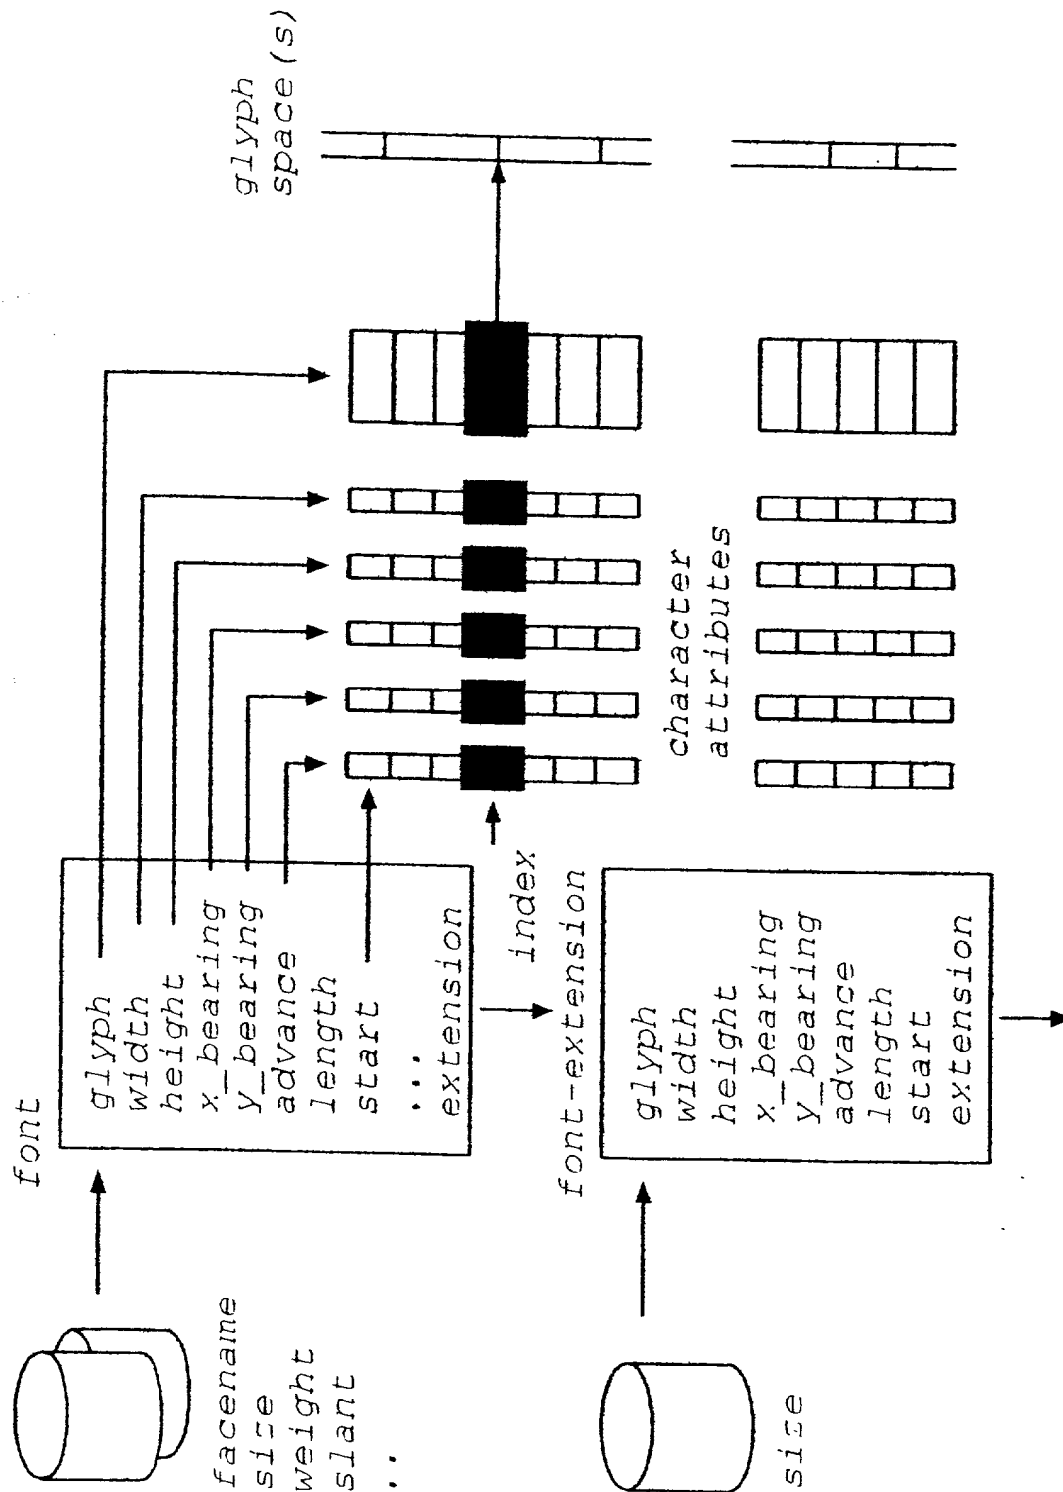 font
glyph
width
height
x_bearing
y_bearing
advance
length
start
...
extension
glyph
space(s)
index
character
attributes
facename
size
weight
slant
..
font-extension
glyph
width
height
x_bearing
y_bearing
advance
length
start
extension
size